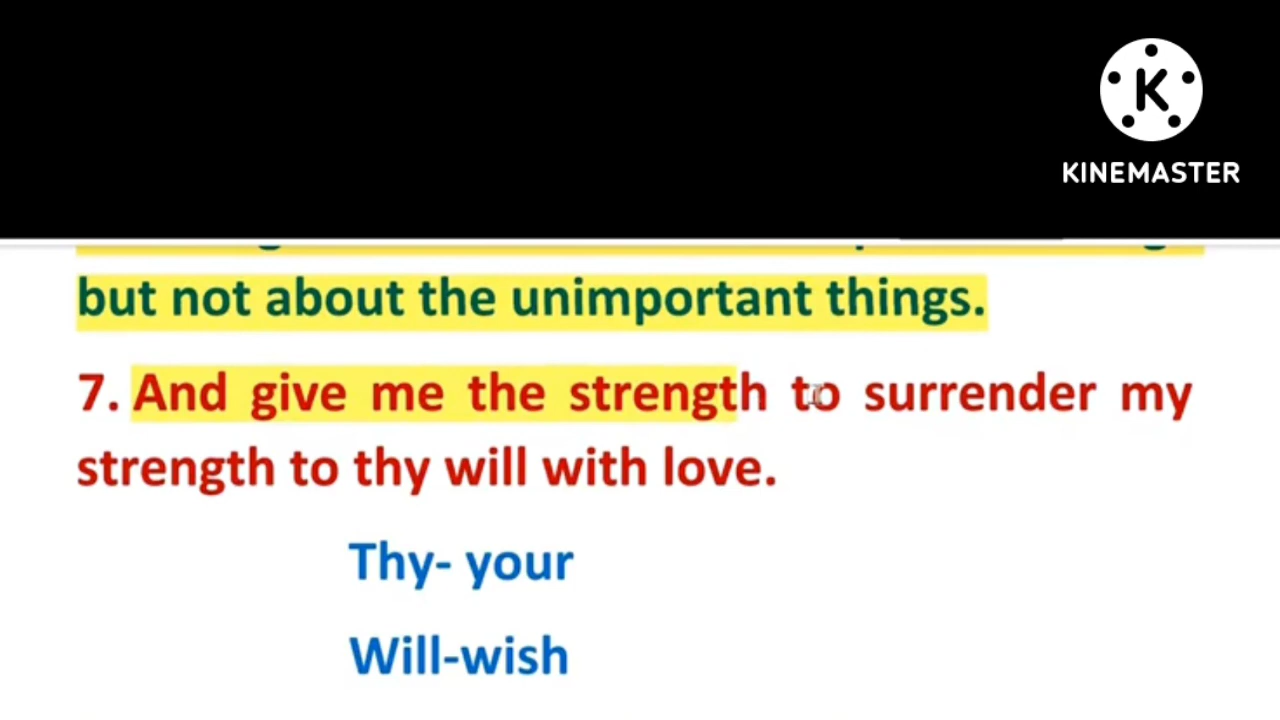 K
KINEMASTER
but not about the unimportant things.
7. And give me the strength to surrender my
strength to thy will with love.
Thy- your
Will-wish